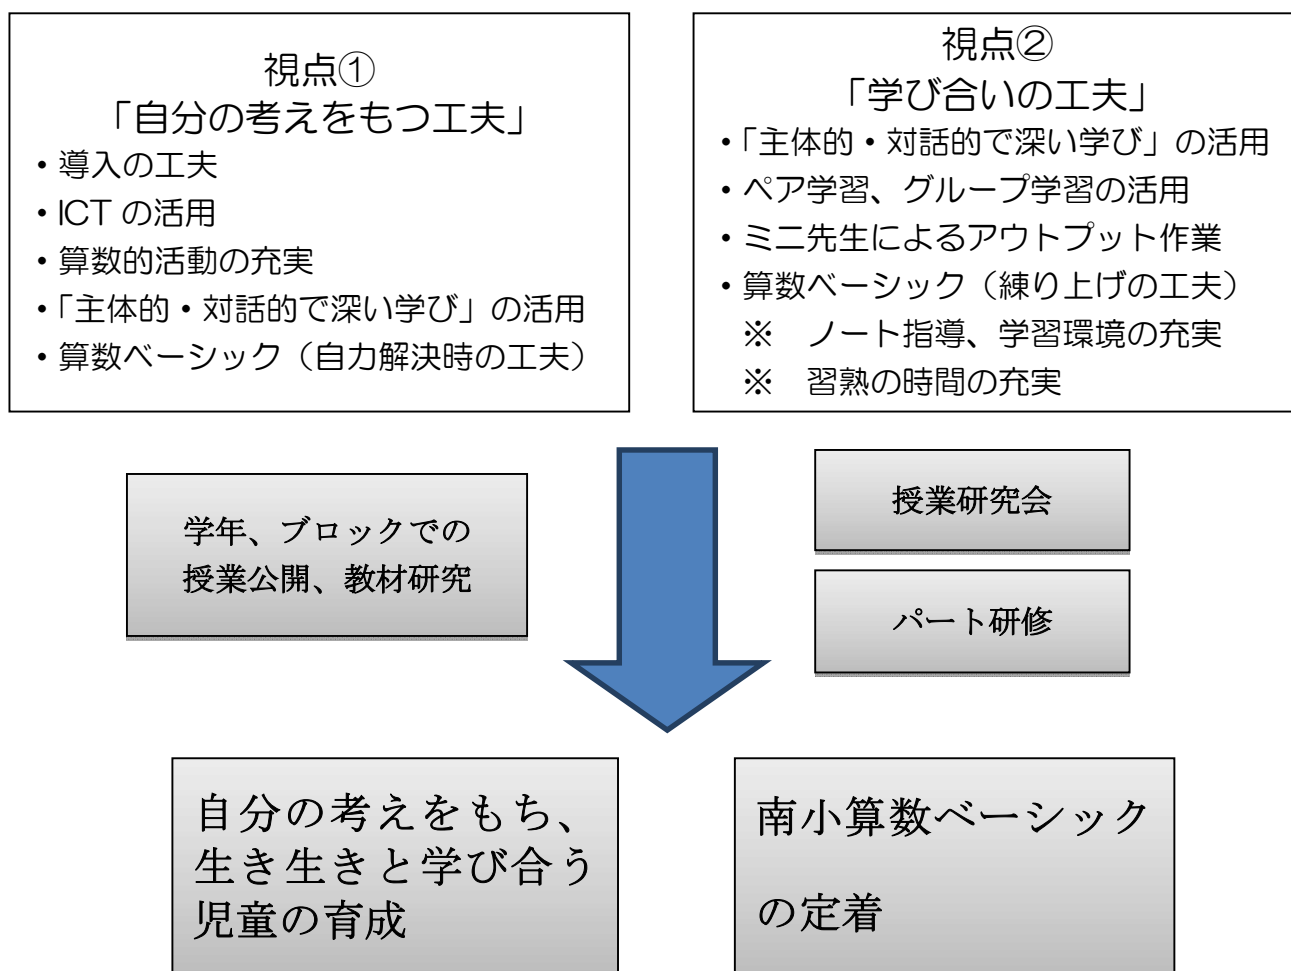 視点①
「自分の考えをもつ工夫」
・導入の工夫
・ICT の活用
・算数的活動の充実
・「主体的・対話的で深い学び」の活用
・算数ベーシック（自力解決時の工夫）
視点②
「学び合いの工夫」
・「主体的・対話的で深い学び」の活用
・ペア学習、グループ学習の活用
・ミニ先生によるアウトプット作業
・算数ベーシック（練り上げの工夫）
※　ノート指導、学習環境の充実
※　習熟の時間の充実
学年、ブロックでの
授業公開、教材研究
授業研究会
パート研修
自分の考えをもち、
生き生きと学び合う
児童の育成
南小算数ベーシック
の定着